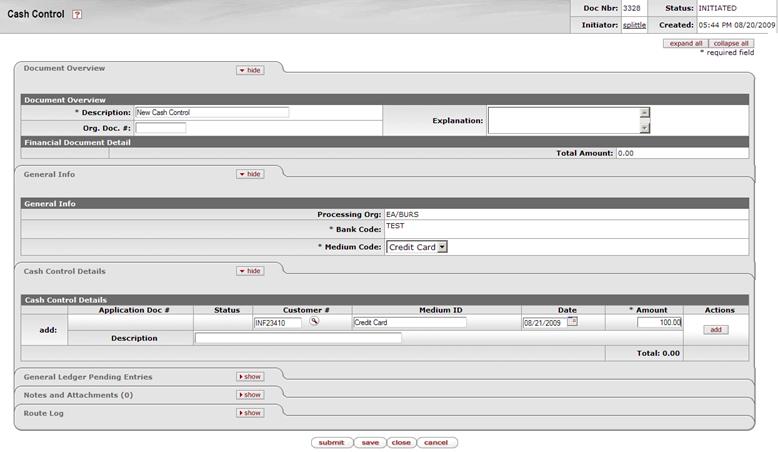 Cash Control ?
Doc Nbr: 3328 Status: INITIATED
Initiator: splittle Created: 05:44 PM 08/20/2009
expand all collapse all
* required field
Document Overview hide
Document Overview
* Description: New Cash Control
Explanation:
Org. Doc. #:
Financial Document Detail
Total Amount: 0.00
General Info hide
General Info
Processing Org: EA/BURS
* Bank Code: TEST
* Medium Code: Credit Card
Cash Control Details hide
Cash Control Details
Application Doc # Status Customer # Medium ID Date * Amount Actions
add: INF23410 Credit Card 08/21/2009 100.00 add
Description
Total: 0.00
General Ledger Pending Entries show
Notes and Attachments (0) show
Route Log show
submit save close cancel